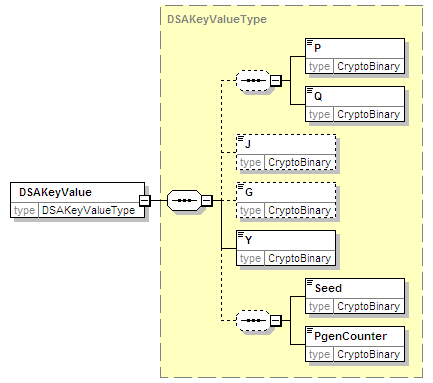 DSAKeyValueType
P
type CryptoBinary
Q
type CryptoBinary
J
type CryptoBinary
DSAKeyValue
type DSAKeyValueType
G
type CryptoBinary
Y
type CryptoBinary
Seed
type CryptoBinary
PgenCounter
type CryptoBinary